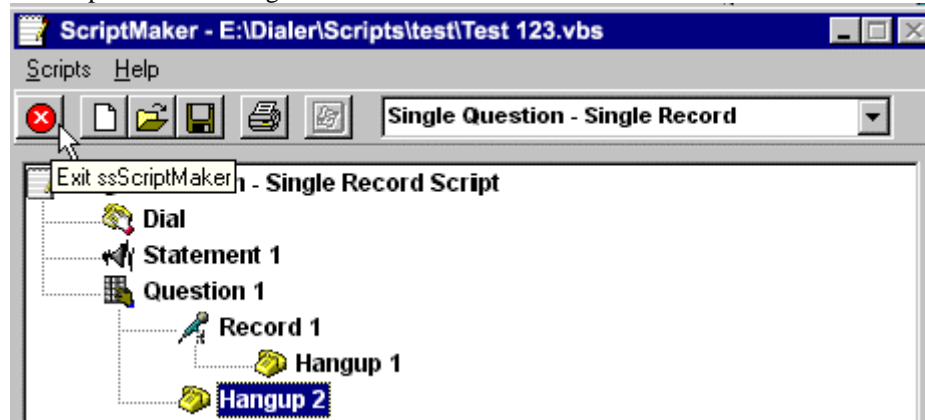 ScriptMaker - E:\Dialer\Scripts\test\Test 123.vbs
Scripts Help
Single Question - Single Record
Exit ssScriptMaker
- Single Record Script
Dial
Statement 1
Question 1
Record 1
Hangup 1
Hangup 2